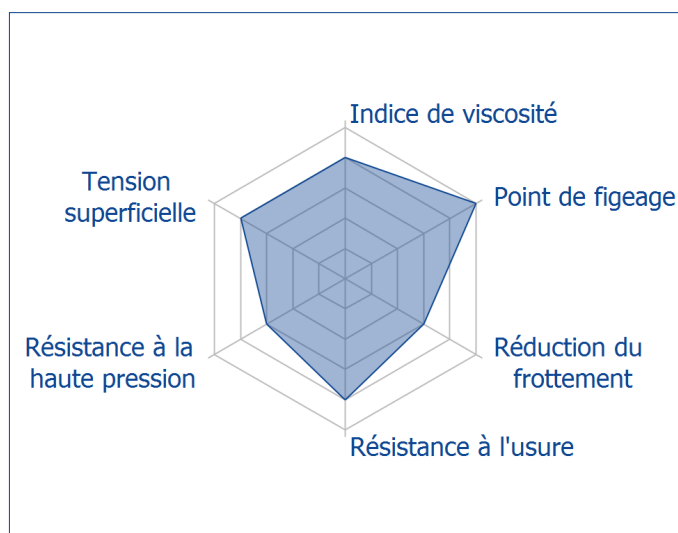 Indice de viscosité
Tension
superficielle
Point de figeage
Résistance à la
haute pression
Réduction du
frottement
Résistance à l'usure